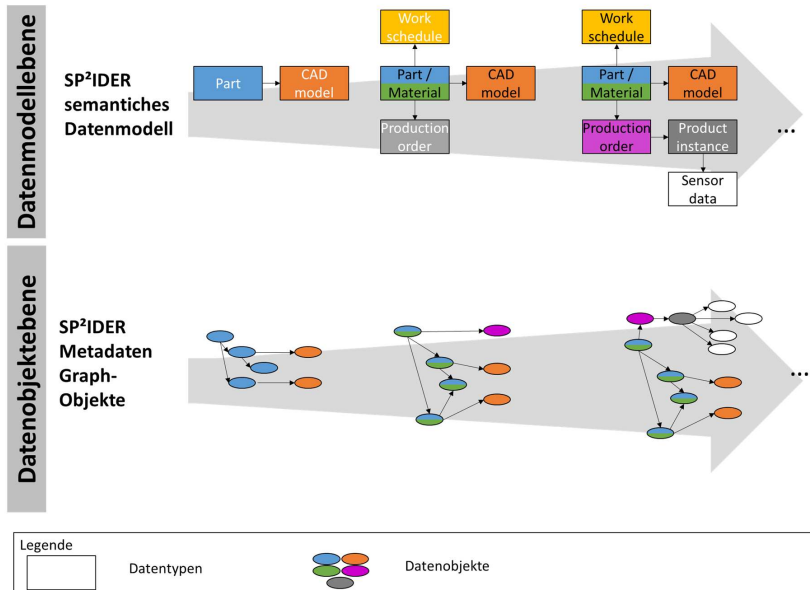 Datenmodellebene
SP²IDER
semantiches
Datenmodell
Part
CAD
model
Work
schedule
Part /
Material
CAD
model
Production
order
Work
schedule
Part /
Material
CAD
model
Production
order
Product
instance
Sensor
data
...
Datenobjektebene
SP²IDER
Metadaten
Graph-
Objekte
...
Legende
Datentypen
Datenobjekte